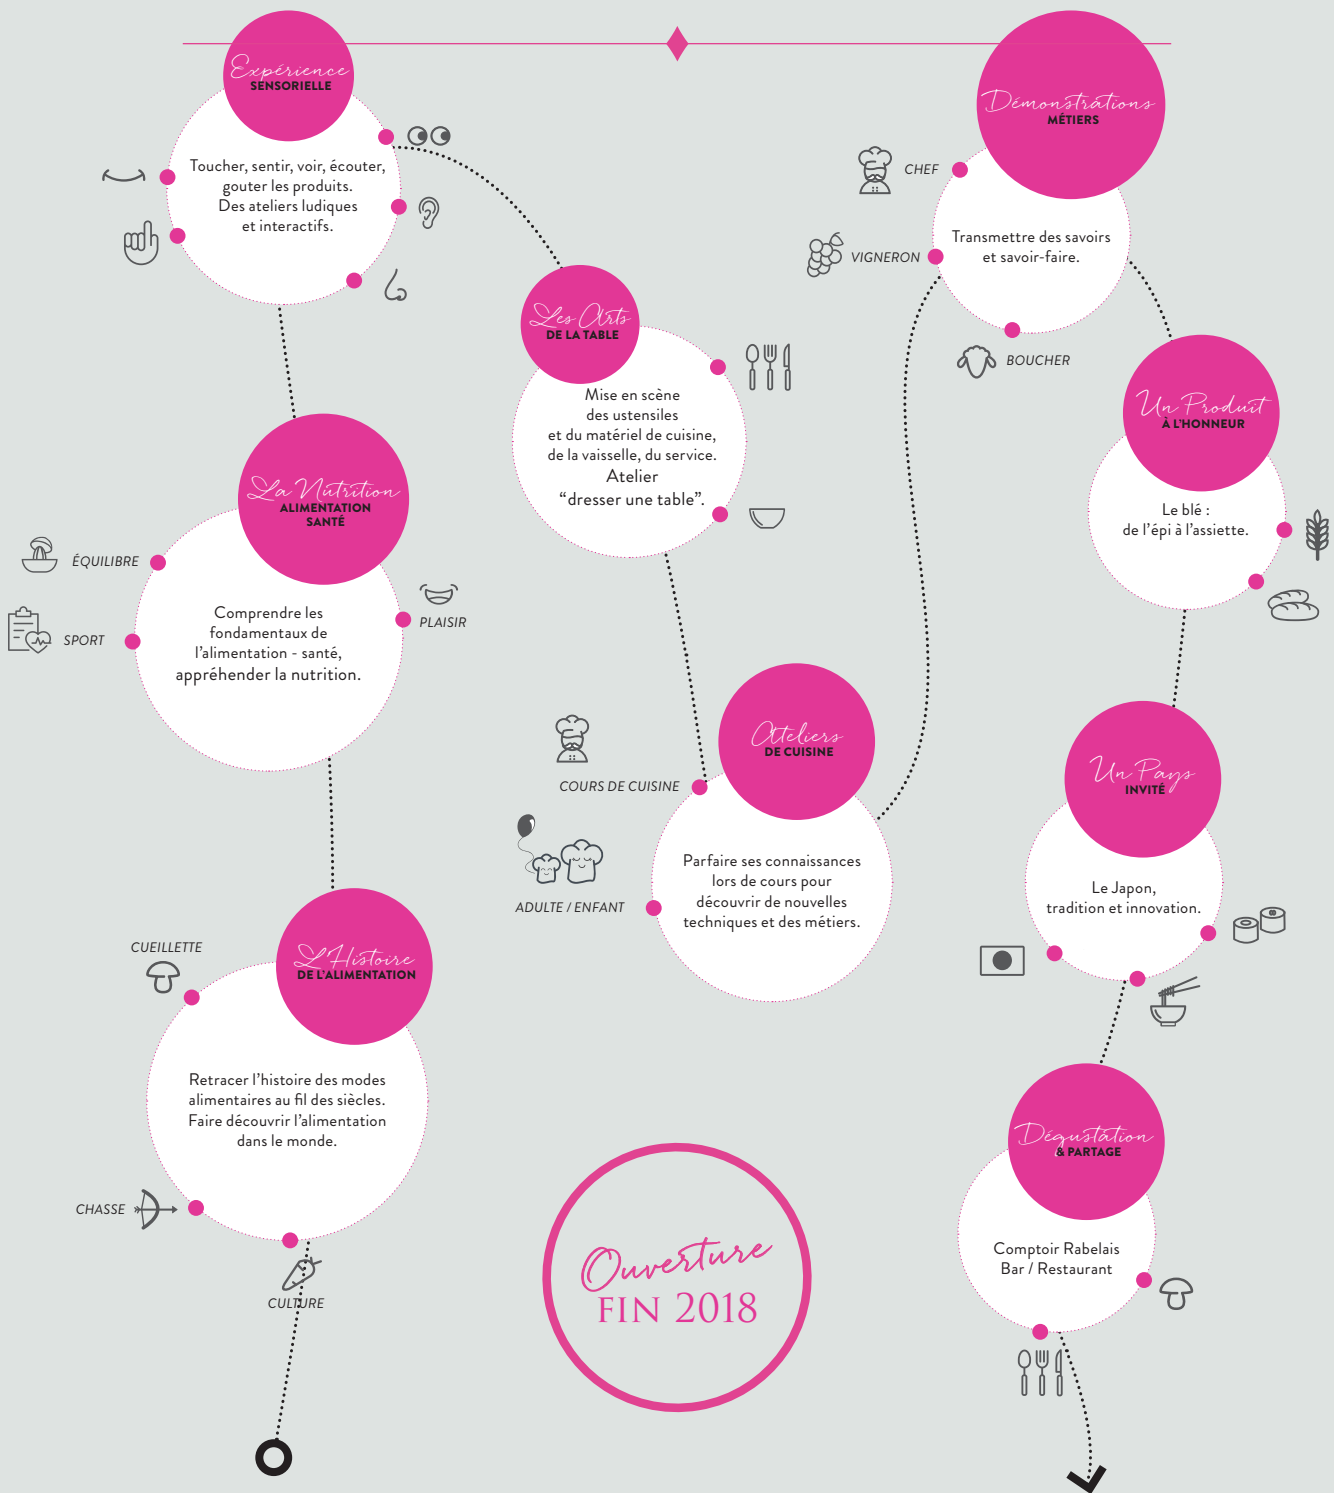 Expérience
SENSORIELLE
Toucher, sentir, voir, écouter,
gouter les produits.
Des ateliers ludiques
et interactifs.
La Nutrition
ALIMENTATION
SANTÉ
ÉQUILIBRE
SPORT
PLAISIR
Comprendre les
fondamentaux de
l'alimentation - santé,
appréhender la nutrition.
L'Histoire
DE L'ALIMENTATION
CUEILLETTE
Retracer l'histoire des modes
alimentaires au fil des siècles.
Faire découvrir l'alimentation
dans le monde.
CHASSE
CULTURE
Les Arts
DE LA TABLE
Mise en scène
des ustensiles
et du matériel de cuisine,
de la vaisselle, du service.
Atelier
“dresser une table”.
Ateliers
DE CUISINE
COURS DE CUISINE
ADULTE / ENFANT
Parfaire ses connaissances
lors de cours pour
découvrir de nouvelles
techniques et des métiers.
Ouverture
FIN 2018
Démonstrations
MÉTIERS
CHEF
VIGNERON
BOUCHER
Transmettre des savoirs
et savoir-faire.
Un Produit
À L'HONNEUR
Le blé :
de l'épi à l'assiette.
Un Pays
INVITÉ
Le Japon,
tradition et innovation.
Dégustation
& PARTAGE
Comptoir Rabelais
Bar / Restaurant